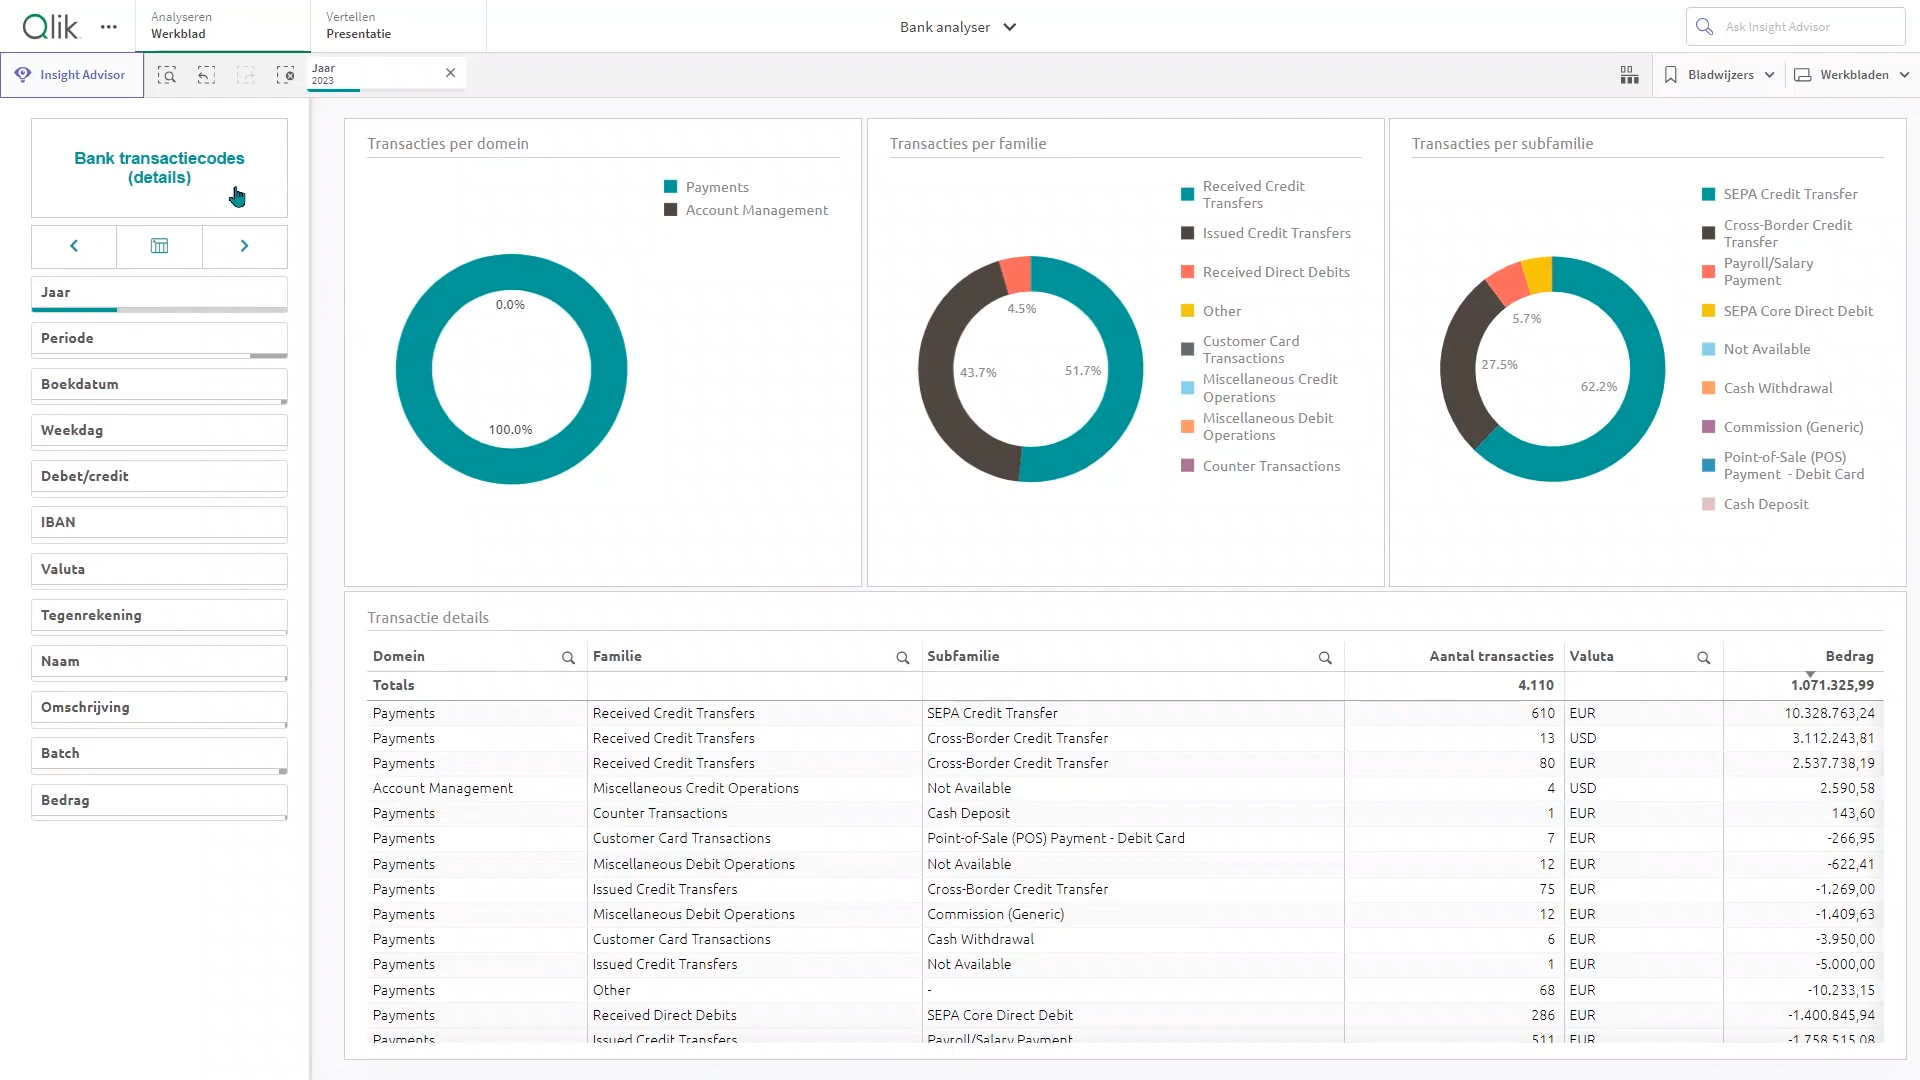 Qlik
Analyseren
Werkblad
Vertellen
Presentatie
Bank analyser
Ask Insight Advisor
Insight Advisor
Jaar
2023
Bladwijzers
Werkbladen
Bank transactiecodes
(details)
Jaar
Periode
Boekdatum
Weekdag
Debet/credit
IBAN
Valuta
Tegenrekening
Naam
Omschrijving
Batch
Bedrag
Transacties per domein
Payments
Account Management
0.0%
100.0%
Transacties per familie
Received Credit
Transfers
Issued Credit Transfers
Received Direct Debits
Other
Customer Card
Transactions
Miscellaneous Credit
Operations
Miscellaneous Debit
Operations
Counter Transactions
4.5%
43.7%
51.7%
Transacties per subfamilie
SEPA Credit Transfer
Cross-Border Credit
Transfer
Payroll/Salary
Payment
SEPA Core Direct Debit
Not Available
Cash Withdrawal
Commission (Generic)
Point-of-Sale (POS)
Payment - Debit Card
Cash Deposit
5.7%
27.5%
62.2%
Transactie details
Domein Familie Subfamilie Aantal transacties Valuta Bedrag
Totals 4.110 1.071.325,99
Payments Received Credit Transfers SEPA Credit Transfer 610 EUR 10.328.763,24
Payments Received Credit Transfers Cross-Border Credit Transfer 13 USD 3.112.243,81
Payments Received Credit Transfers Cross-Border Credit Transfer 80 EUR 2.537.738,19
Account Management Miscellaneous Credit Operations Not Available 4 USD 2.590,58
Payments Counter Transactions Cash Deposit 1 EUR 143,60
Payments Customer Card Transactions Point-of-Sale (POS) Payment - Debit Card 7 EUR -266,95
Payments Miscellaneous Debit Operations Not Available 12 EUR -622,41
Payments Issued Credit Transfers Cross-Border Credit Transfer 75 EUR -1.269,00
Payments Miscellaneous Debit Operations Commission (Generic) 12 EUR -1.409,63
Payments Customer Card Transactions Cash Withdrawal 6 EUR -3.950,00
Payments Issued Credit Transfers Not Available 1 EUR -5.000,00
Payments Other - 68 EUR -10.233,15
Payments Received Direct Debits SEPA Core Direct Debit 286 EUR -1.400.845,94
Payments Issued Credit Transfers Payroll/Salary Payment 511 EUR -1.758.515,08